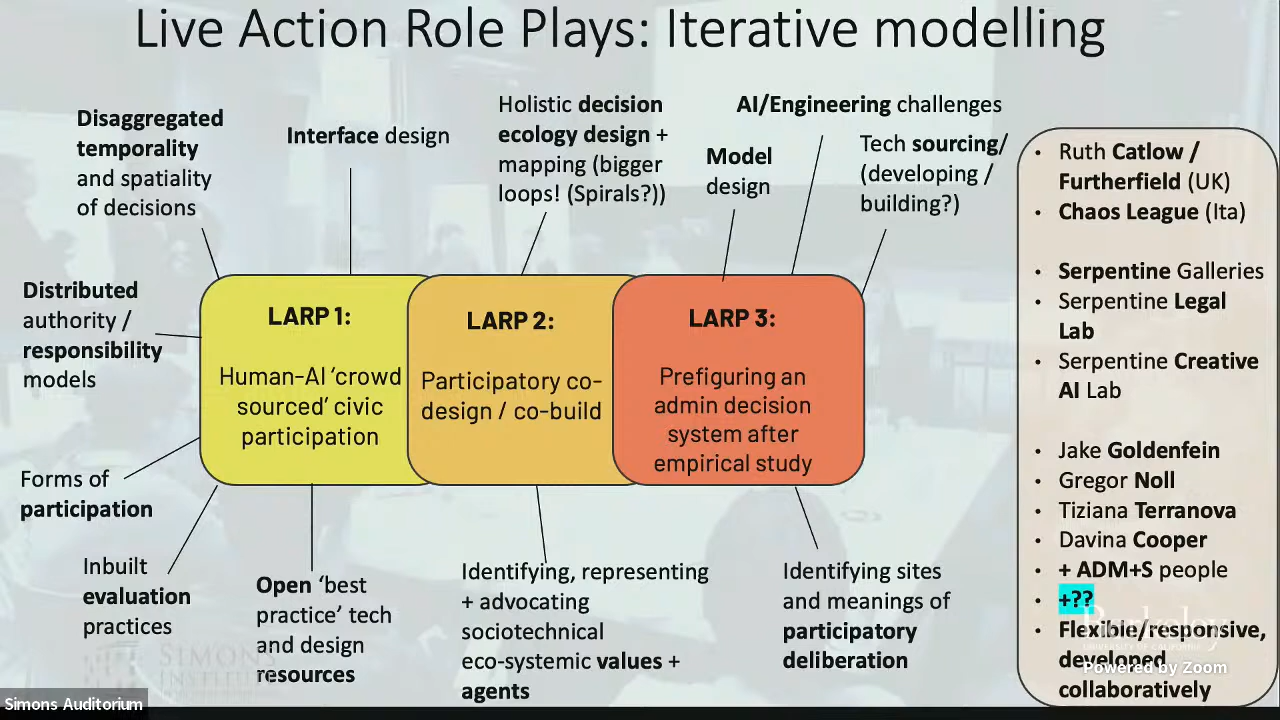 Live Action Role Plays: Iterative modelling
Disaggregated
temporality
and spatiality
of decisions
Interface design
Holistic decision
ecology design +
mapping (bigger
loops! (Spirals?))
Model
design
AI/Engineering challenges
Tech sourcing/
(developing /
building?)
Distributed
authority /
responsibility
models
LARP 1:
Human-AI ‘crowd
sourced’ civic
participation
LARP 2:
Participatory co-
design / co-build
LARP 3:
Prefiguring an
admin decision
system after
empirical study
Forms of
participation
Inbuilt
evaluation
practices
Open ‘best
practice’ tech
and design
resources
Identifying, representing
+ advocating
sociotechnical
eco-systemic values +
agents
Identifying sites
and meanings of
participatory
deliberation
• Ruth Catlow /
Furtherfield (UK)
• Chaos League (Ita)
• Serpentine Galleries
• Serpentine Legal
Lab
• Serpentine Creative
AI Lab
• Jake Goldenfein
• Gregor Noll
• Tiziana Terranova
• Davina Cooper
• + ADM+S people
• +??
• Flexible/responsive,
developed
collaboratively
Berkeley
UNIVERSITY OF CALIFORNIA
Powered by Zoom
SIMONS
INSTITUTE
Simons Auditorium